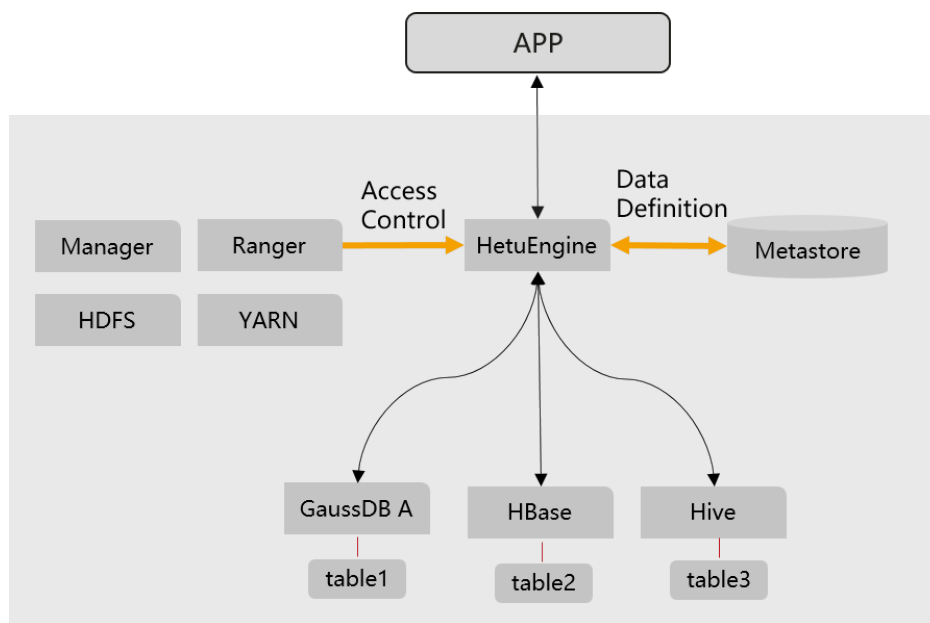 APP
Access
Control
Data
Definition
Manager
Ranger
HetuEngine
Metastore
HDFS
YARN
GaussDB A
HBase
Hive
table1
table2
table3